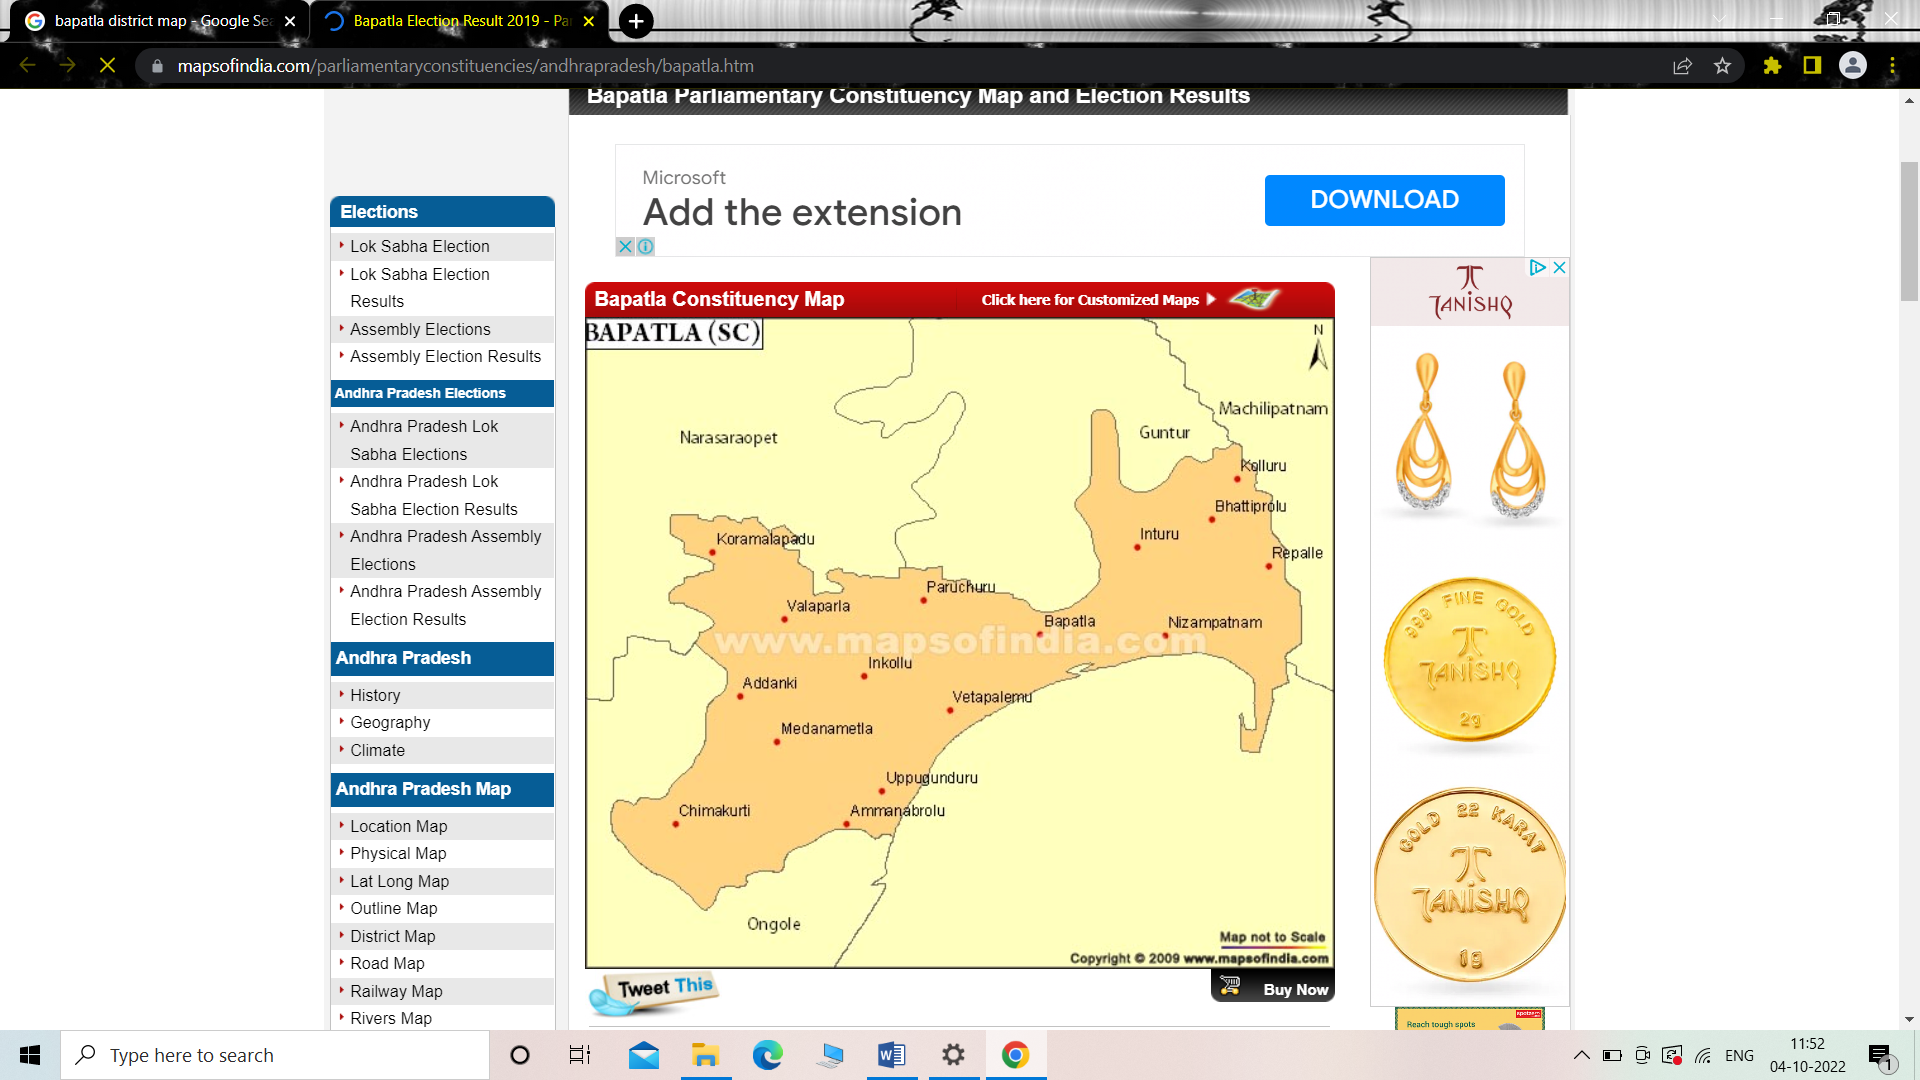 bapatla district map - Google Sea
Bapatla Election Result 2019 - Pa
mapsofindia.com/parliamentaryconstituencies/andhrapradesh/bapatla.htm
Bapatla Parliamentary Constituency Map and Election Results
Microsoft
Add the extension
DOWNLOAD
Elections
Lok Sabha Election
Lok Sabha Election
Results
Assembly Elections
Assembly Election Results
Andhra Pradesh Elections
Andhra Pradesh Lok
Sabha Elections
Andhra Pradesh Lok
Sabha Election Results
Andhra Pradesh Assembly
Elections
Andhra Pradesh Assembly
Election Results
Andhra Pradesh
History
Geography
Climate
Andhra Pradesh Map
Location Map
Physical Map
Lat Long Map
Outline Map
District Map
Road Map
Railway Map
Rivers Map
Bapatla Constituency Map
Click here for Customized Maps
BAPATLA (SC)
N
Machilipatnam
Guntur
Narasaraopet
Kolluru
Bhattiprolu
Inturu
Repalle
Koramalapadu
Paruchuru
Valaparla
Bapatla
Nizampatnam
www.mapsofindia.com
Inkollu
Addanki
Vetapalemu
Medanametla
Uppugunduru
Chimakurti
Ammanabrolu
Ongole
Map not to Scale
Copyright © 2009 www.mapsofindia.com
Tweet This
Buy Now
TANISHQ
999 FINE GOLD
TANISHQ
2g
GOLD 22 KARAT
TANISHQ
1g
Reach tough spots
Type here to search
ENG
11:52
04-10-2022
1